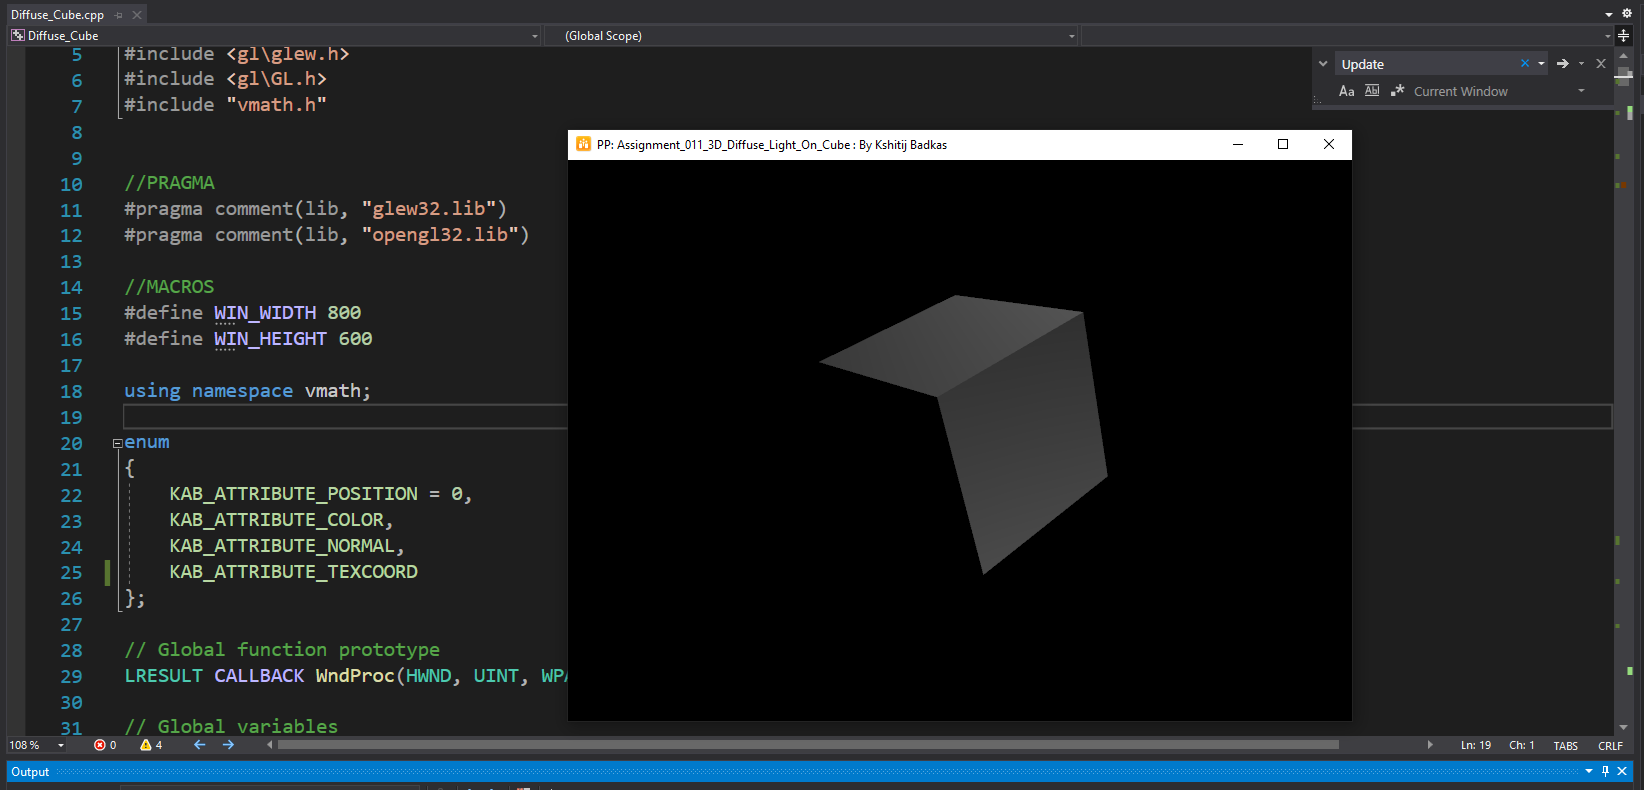 Diffuse_Cube.cpp
Diffuse_Cube
(Global Scope)
5 #include <gl\glew.h>
6 #include <gl\GL.h>
7 #include "vmath.h"
8
9
10 //PRAGMA
11 #pragma comment(lib, "glew32.lib")
12 #pragma comment(lib, "opengl32.lib")
13
14 //MACROS
15 #define WIN_WIDTH 800
16 #define WIN_HEIGHT 600
17
18 using namespace vmath;
19
20 enum
21 {
22 KAB_ATTRIBUTE_POSITION = 0,
23 KAB_ATTRIBUTE_COLOR,
24 KAB_ATTRIBUTE_NORMAL,
25 KAB_ATTRIBUTE_TEXCOORD
26 };
27
28 // Global function prototype
29 LRESULT CALLBACK WndProc(HWND, UINT, WPA
30
31 // Global variables
Update
Aa Abl .* Current Window
PP: Assignment_011_3D_Diffuse_Light_On_Cube : By Kshitij Badkas
108 % 0 4 Ln: 19 Ch: 1 TABS CRLF
Output